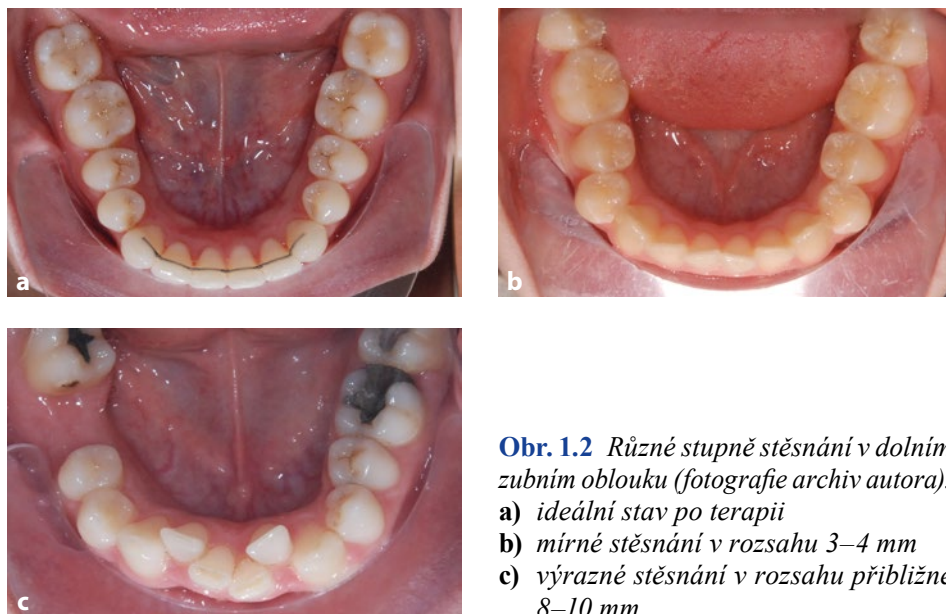 a
b
c
Obr. 1.2 Různé stupně stěsnání v dolním
zubním oblouku (fotografie archiv autora).
a) ideální stav po terapii
b) mírné stěsnání v rozsahu 3–4 mm
c) výrazné stěsnání v rozsahu přibližně
8–10 mm